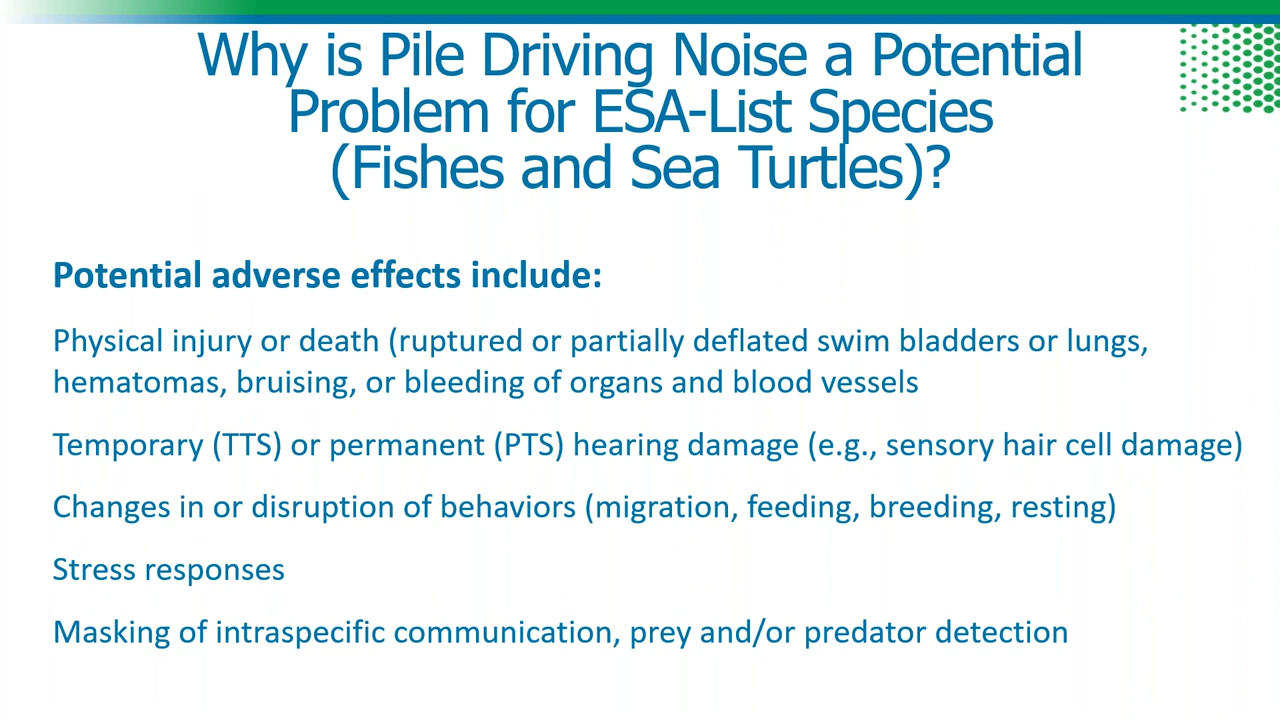 Why is Pile Driving Noise a Potential
Problem for ESA-List Species
(Fishes and Sea Turtles)?
Potential adverse effects include:
Physical injury or death (ruptured or partially deflated swim bladders or lungs,
hematomas, bruising, or bleeding of organs and blood vessels
Temporary (TTS) or permanent (PTS) hearing damage (e.g., sensory hair cell damage)
Changes in or disruption of behaviors (migration, feeding, breeding, resting)
Stress responses
Masking of intraspecific communication, prey and/or predator detection